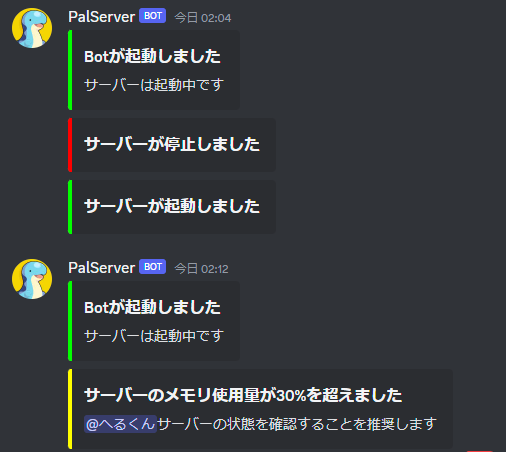 PalServer BOT 今日 02:04
Botが起動しました
サーバーは起動中です
サーバーが停止しました
サーバーが起動しました
PalServer BOT 今日 02:12
Botが起動しました
サーバーは起動中です
サーバーのメモリ使用量が30%を超えました
@へるくんサーバーの状態を確認することを推奨します